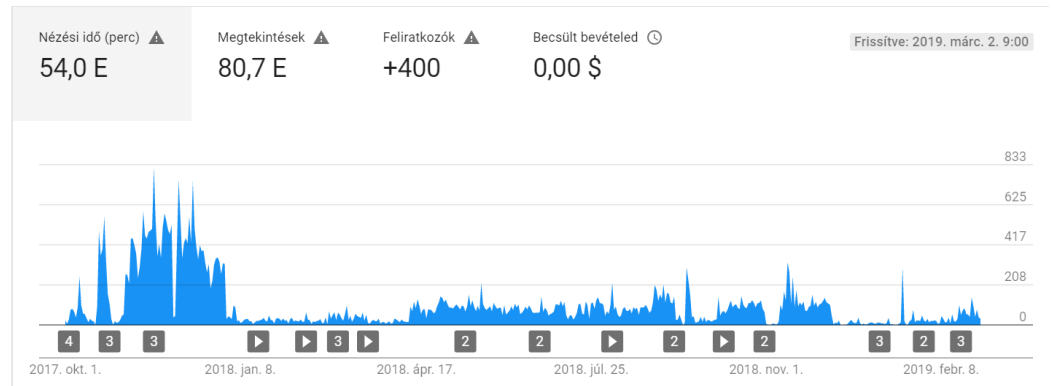 Nézési idő (perc) Megtekintések Feliratkozók Becsült bevételed
54,0 E 80,7 E +400 0,00 $
Frissítve: 2019. márc. 2. 9:00
833
625
417
208
0
4 3 3 3 2 2 2 2 3 2 3
2017. okt. 1. 2018. jan. 8. 2018. ápr. 17. 2018. júl. 25. 2018. nov. 1. 2019. febr. 8.